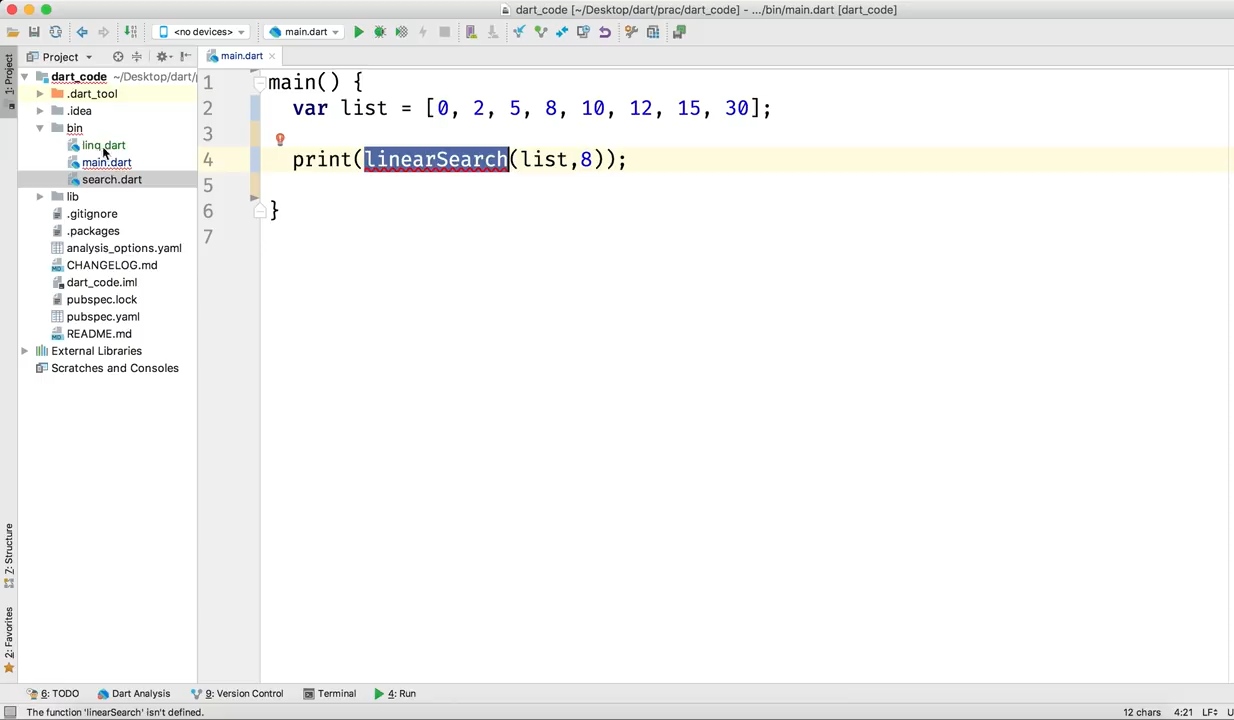 dart_code [~/Desktop/dart/prac/dart_code] - .../bin/main.dart [dart_code]
<no devices>
main.dart
1: Project
Project
main.dart
dart_code ~/Desktop/dart/
.dart_tool
.idea
bin
linq.dart
main.dart
search.dart
lib
.gitignore
.packages
analysis_options.yaml
CHANGELOG.md
dart_code.iml
pubspec.lock
pubspec.yaml
README.md
External Libraries
Scratches and Consoles
1 main() {
2 var list = [0, 2, 5, 8, 10, 12, 15, 30];
3
4 print(linearSearch(list,8));
5
6 }
7
7: Structure
2: Favorites
6: TODO
Dart Analysis
9: Version Control
Terminal
4: Run
The function 'linearSearch' isn't defined.
12 chars
4:21
LF÷
U